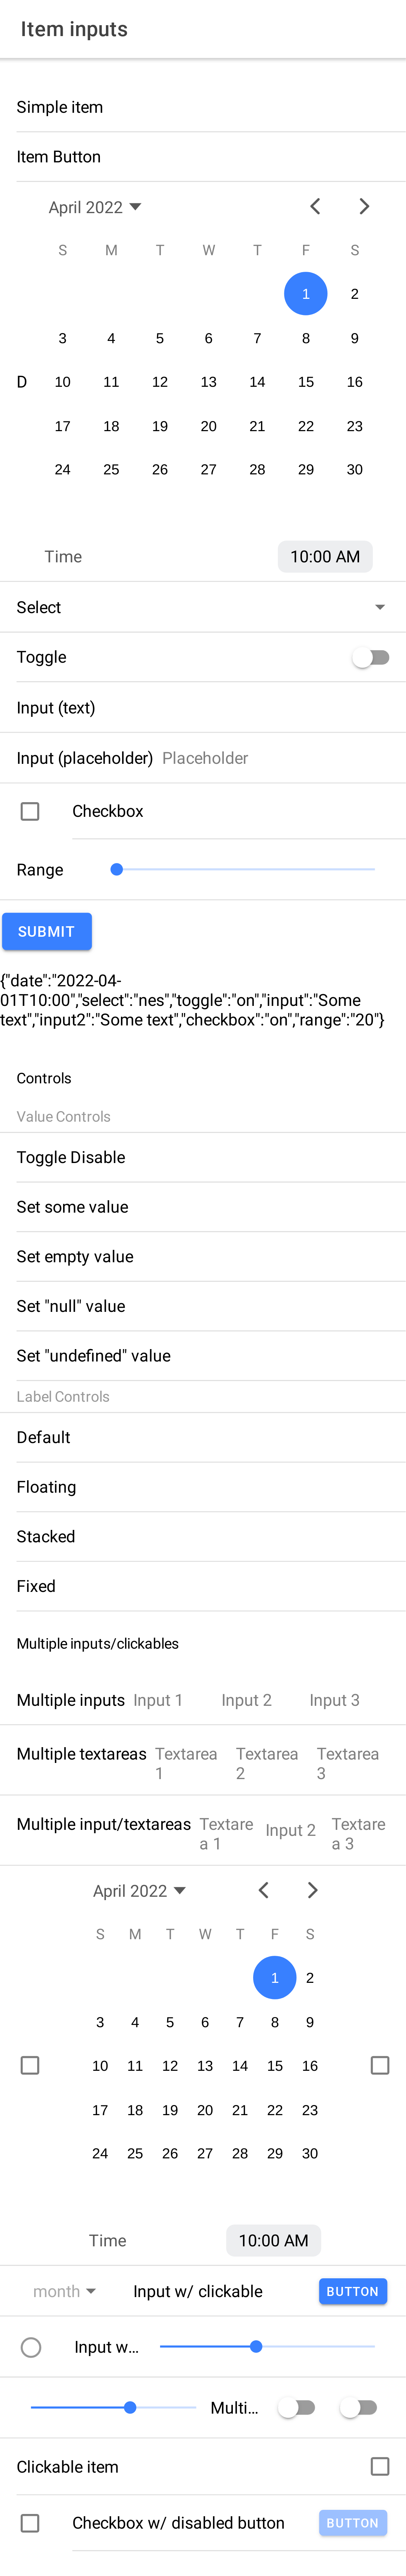 Item inputs
Simple item
Item Button
April 2022
S M T W T F S
1 2
3 4 5 6 7 8 9
D 10 11 12 13 14 15 16
17 18 19 20 21 22 23
24 25 26 27 28 29 30
Time 10:00 AM
Select
Toggle
Input (text)
Input (placeholder) Placeholder
Checkbox
Range
SUBMIT
{"date":"2022-04-
01T10:00","select":"nes","toggle":"on","input":"Some
text","input2":"Some text","checkbox":"on","range":"20"}
Controls
Value Controls
Toggle Disable
Set some value
Set empty value
Set "null" value
Set "undefined" value
Label Controls
Default
Floating
Stacked
Fixed
Multiple inputs/clickables
Multiple inputs Input 1 Input 2 Input 3
Multiple textareas Textarea Textarea Textarea
1 2 3
Multiple input/textareas Textare Input 2 Textare
a 1 a 3
April 2022
S M T W T F S
1 2
3 4 5 6 7 8 9
10 11 12 13 14 15 16
17 18 19 20 21 22 23
24 25 26 27 28 29 30
Time 10:00 AM
month Input w/ clickable BUTTON
Input w...
Multi...
Clickable item
Checkbox w/ disabled button BUTTON